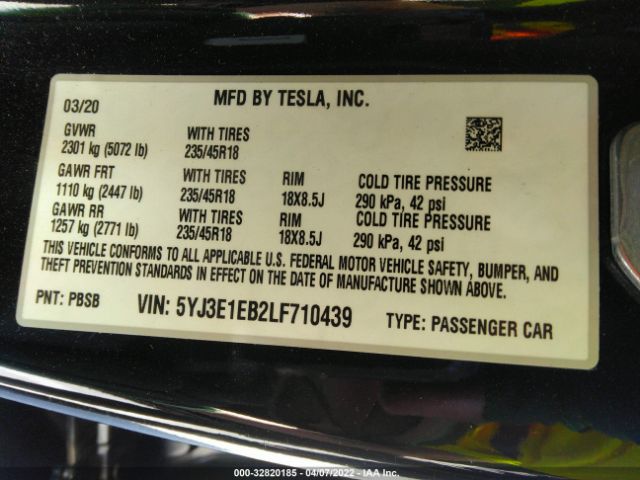 03/20 MFD BY TESLA, INC.
GVWR WITH TIRES
2301 kg (5072 lb) 235/45R18
GAWR FRT WITH TIRES RIM COLD TIRE PRESSURE
1110 kg (2447 lb) 235/45R18 18X8.5J 290 kPa, 42 psi
GAWR RR WITH TIRES RIM COLD TIRE PRESSURE
1257 kg (2771 lb) 235/45R18 18X8.5J 290 kPa, 42 psi
THIS VEHICLE CONFORMS TO ALL APPLICABLE U.S. FEDERAL MOTOR VEHICLE SAFETY, BUMPER, AND
THEFT PREVENTION STANDARDS IN EFFECT ON THE DATE OF MANUFACTURE SHOWN ABOVE.
PNT: PBSB VIN: 5YJ3E1EB2LF710439 TYPE: PASSENGER CAR
000-32820185 - 04/07/2022 - IAA Inc.